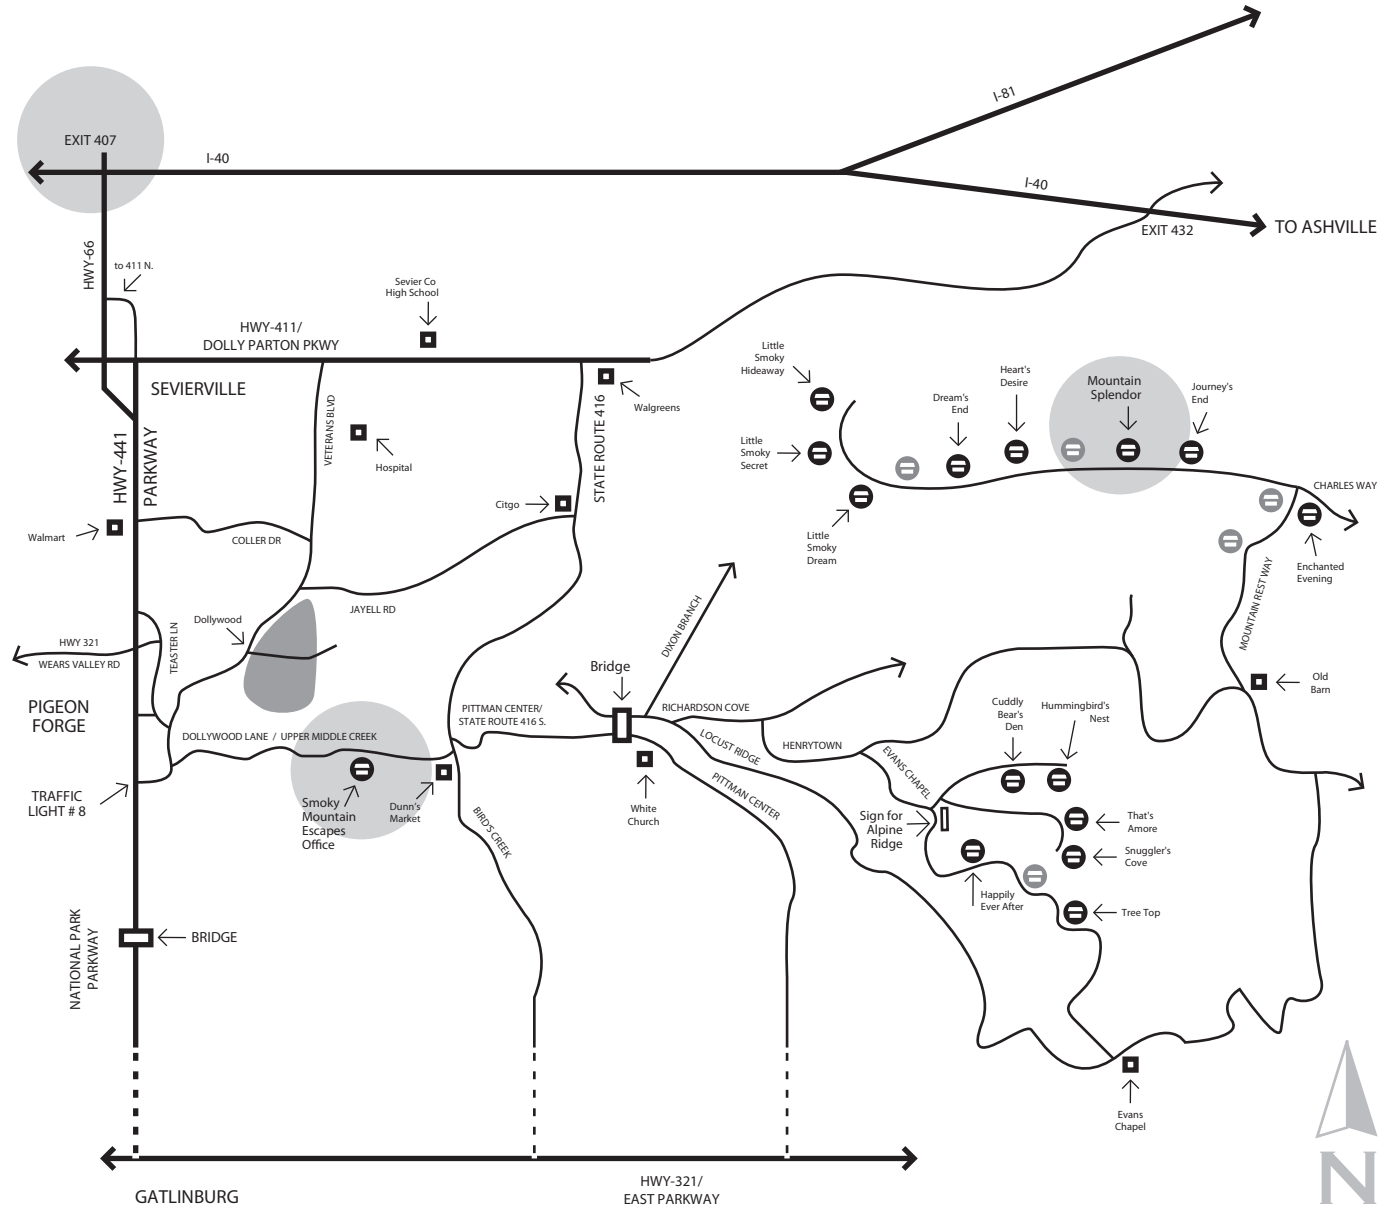 I-81
EXIT 407
I-40
I-40
EXIT 432
TO ASHVILLE
HWY-66
to 411 N.
Sevier Co
High School
HWY-411/
DOLLY PARTON PKWY
SEVIERVILLE
Walgreens
STATE ROUTE 416
VETERANS BLVD
Hospital
HWY-441
PARKWAY
Citgo
Walmart
COLLER DR
Little
Smoky
Hideaway
Little
Smoky
Secret
Little
Smoky
Dream
Dream's
End
Heart's
Desire
Mountain
Splendor
Journey's
End
CHARLES WAY
Enchanted
Evening
MOUNTAIN REST WAY
Old
Barn
JAYELL RD
Dollywood
HWY 321
WEARS VALLEY RD
TEASTER LN
PIGEON
FORGE
DOLLYWOOD LANE / UPPER MIDDLE CREEK
PITTMAN CENTER/
STATE ROUTE 416 S.
Bridge
DIXON BRANCH
RICHARDSON COVE
LOCUST RIDGE
HENRYTOWN
PITTMAN CENTER
EVANS CHAPEL
Cuddly
Bear's
Den
Hummingbird's
Nest
TRAFFIC
LIGHT # 8
Smoky
Mountain
Escapes
Office
Dunn's
Market
BIRD'S CREEK
White
Church
Sign for
Alpine
Ridge
That's
Amore
Snuggler's
Cove
Happily
Ever After
Tree Top
NATIONAL PARK
PARKWAY
BRIDGE
Evans
Chapel
GATLINBURG
HWY-321/
EAST PARKWAY
N